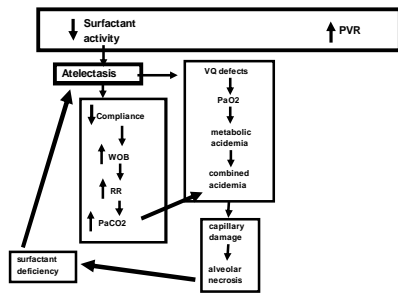 Surfactant
activity
PVR
Atelectasis
VQ defects
PaO2
metabolic
acidemia
combined
acidemia
Compliance
WOB
RR
PaCO2
capillary
damage
alveolar
necrosis
surfactant
deficiency